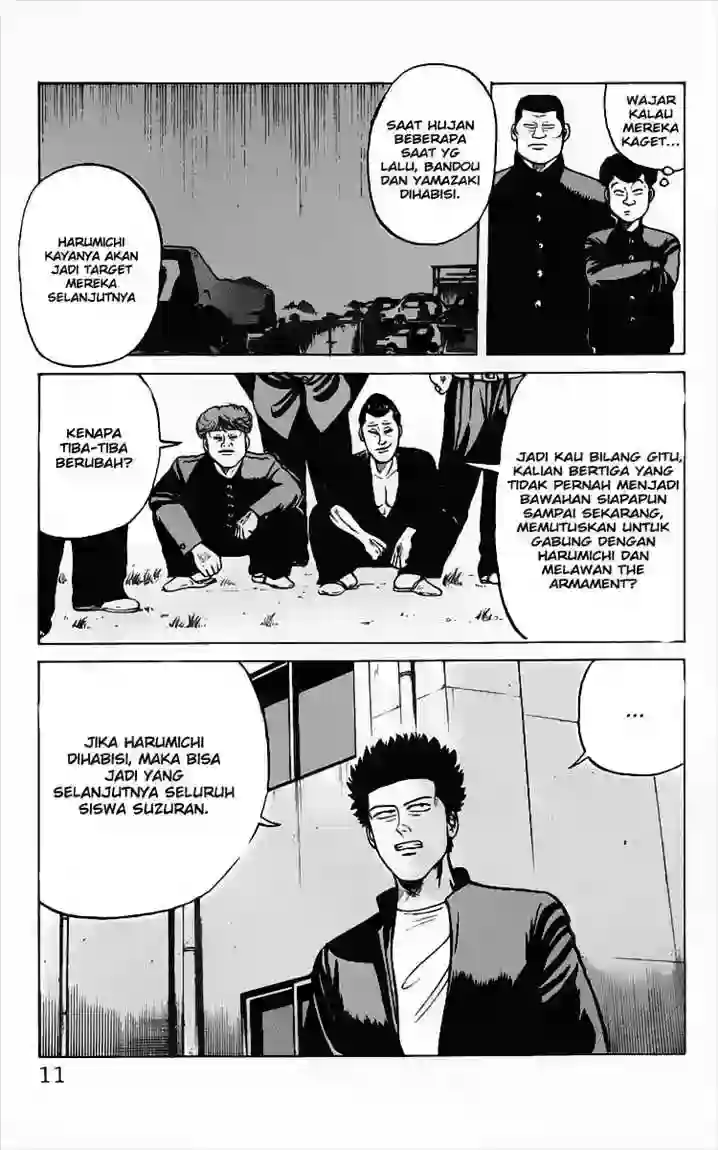 WAJAR
KALAU
MEREKA
KAGET...
SAAT HUJAN
BEBERAPA
SAAT YG
LALU, BANDOU
DAN YAMAZAKI
DIHABISI.
HARUMICHI
KAYANYA AKAN
JADI TARGET
MEREKA
SELANJUTNYA
JADI KAU BILANG GITU,
KALIAN BERTIGA YANG
TIDAK PERNAH MENJADI
BAWAHAN SIAPAPUN
SAMPAI SEKARANG,
MEMUTUSKAN UNTUK
GABUNG DENGAN
HARUMICHI DAN
MELAWAN THE
ARMAMENT?
KENAPA
TIBA-TIBA
BERUBAH?
...
JIKA HARUMICHI
DIHABISI, MAKA BISA
JADI YANG
SELANJUTNYA SELURUH
SISWA SUZURAN.
11